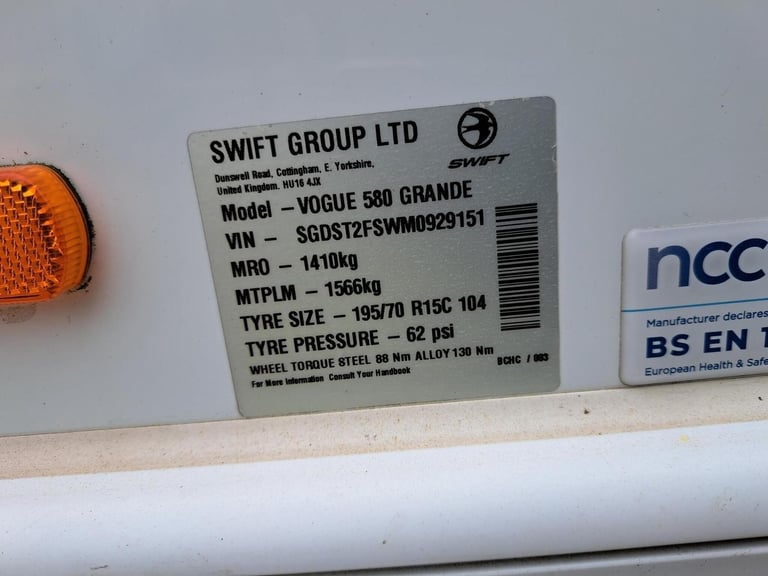 SWIFT GROUP LTD
SWIFT
Dunswell Road, Cottingham, E. Yorkshire,
United Kingdom. HU16 4JX
Model – VOGUE 580 GRANDE
VIN – SGDST2FSWM0929151
MRO – 1410kg
MTPLM – 1566kg
TYRE SIZE – 195/70 R15C 104
TYRE PRESSURE – 62 psi
WHEEL TORQUE STEEL 88 Nm ALLOY 130 Nm
For More Information Consult Your Handbook
BCHC / 003
ncc
Manufacturer declares
BS EN 1
European Health & Safe